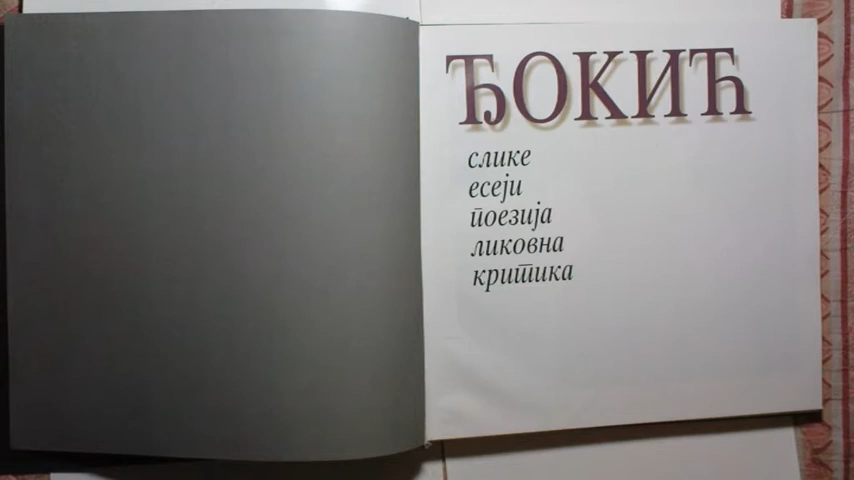 ЂОКИЋ
слике
есеји
поезија
ликовна
критика